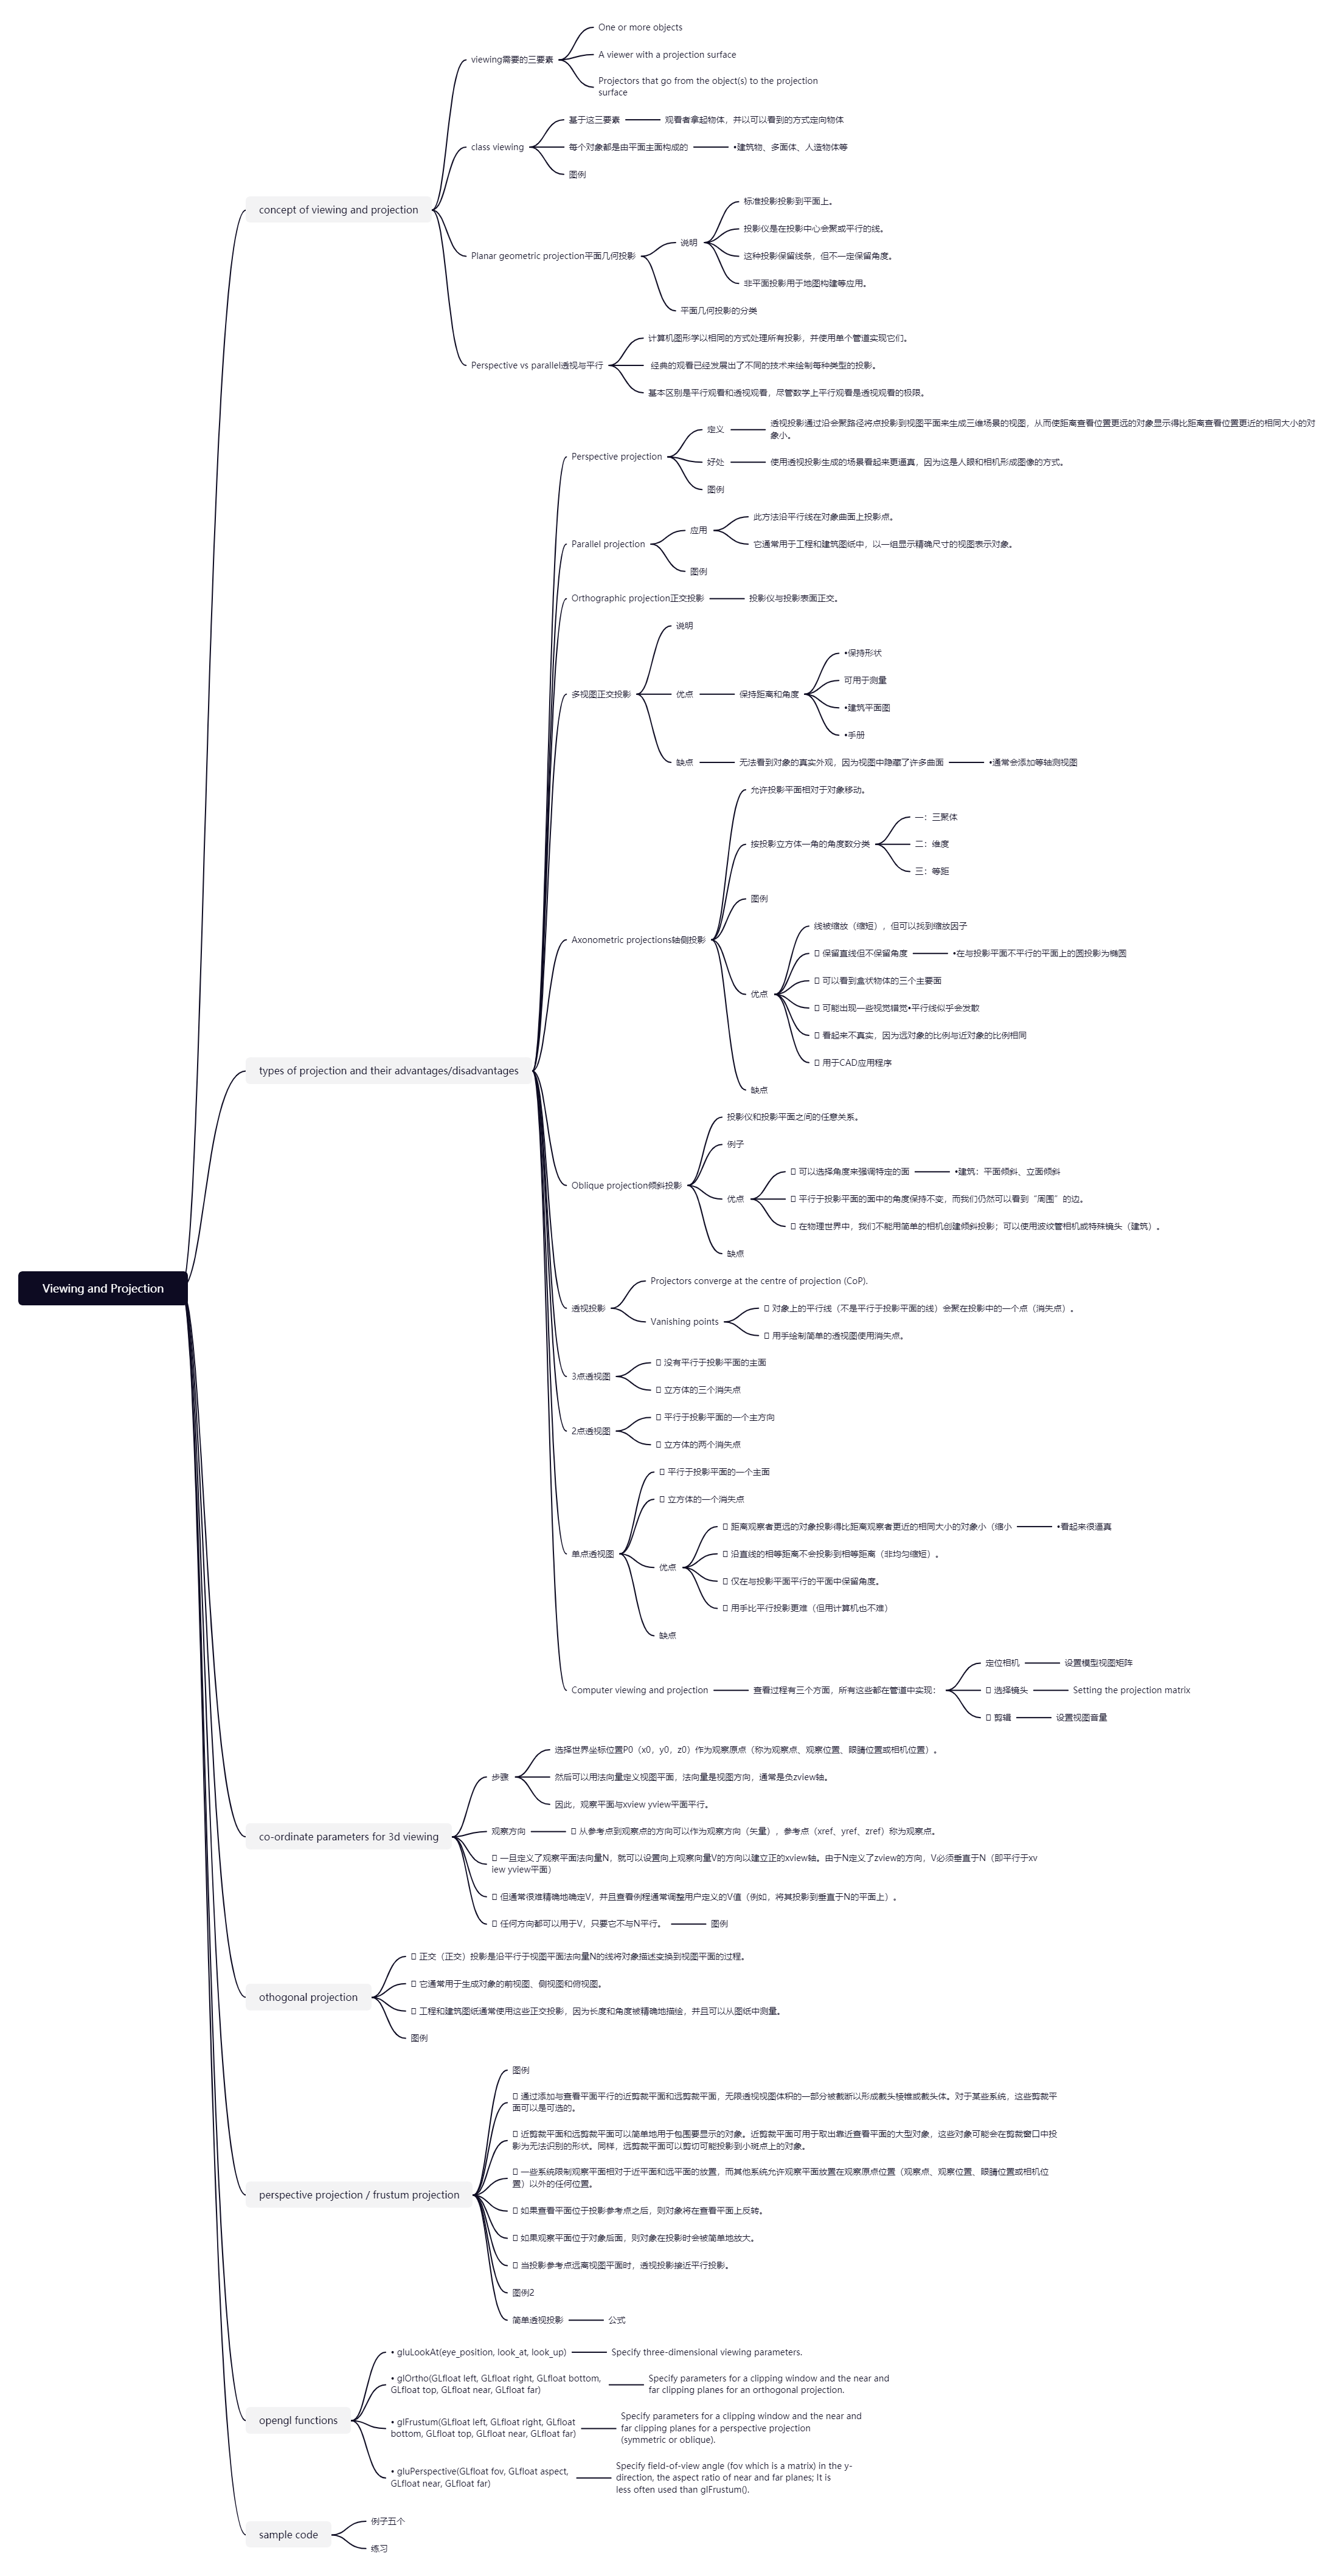 Viewing and Projection
concept of viewing and projection
viewing需要的三要素
One or more objects
A viewer with a projection surface
Projectors that go from the object(s) to the projection
surface
class viewing
基于这三要素
观看者拿起物体，并以可以看到的方式定向物体
每个对象都是由平面主面构成的
•建筑物、多面体、人造物体等
图例
Planar geometric projection平面几何投影
说明
标准投影投影到平面上。
投影仪是在投影中心会聚或平行的线。
这种投影保留线条，但不一定保留角度。
非平面投影用于地图构建等应用。
平面几何投影的分类
Perspective vs parallel透视与平行
计算机图形学以相同的方式处理所有投影，并使用单个管道实现它们。
经典的观看已经发展出了不同的技术来绘制每种类型的投影。
基本区别是平行观看和透视观看，尽管数学上平行观看是透视观看的极限。
types of projection and their advantages/disadvantages
Perspective projection
定义
透视投影通过沿会聚路径将点投影到视图平面来生成三维场景的视图，从而使距离查看位置更远的对象显示得比距离查看位置更近的相同大小的对
象小。
好处
使用透视投影生成的场景看起来更逼真，因为这是人眼和相机形成图像的方式。
图例
Parallel projection
应用
此方法沿平行线在对象曲面上投影点。
它通常用于工程和建筑图纸中，以一组显示精确尺寸的视图表示对象。
图例
Orthographic projection正交投影
投影仪与投影表面正交。
多视图正交投影
说明
优点
保持距离和角度
•保持形状
可用于测量
•建筑平面图
•手册
缺点
无法看到对象的真实外观，因为视图中隐藏了许多曲面
•通常会添加等轴测视图
Axonometric projections轴侧投影
允许投影平面相对于对象移动。
按投影立方体一角的角度数分类
一：三聚体
二：维度
三：等距
图例
优点
线被缩放（缩短），但可以找到缩放因子
 保留直线但不保留角度
•在与投影平面不平行的平面上的圆投影为椭圆
 可以看到盒状物体的三个主要面
 可能出现一些视觉错觉•平行线似乎会发散
 看起来不真实，因为远对象的比例与近对象的比例相同
 用于CAD应用程序
缺点
Oblique projection倾斜投影
投影仪和投影平面之间的任意关系。
例子
优点
 可以选择角度来强调特定的面
•建筑：平面倾斜、立面倾斜
 平行于投影平面的面中的角度保持不变，而我们仍然可以看到“周围”的边。
 在物理世界中，我们不能用简单的相机创建倾斜投影；可以使用波纹管相机或特殊镜头（建筑）。
缺点
透视投影
Projectors converge at the centre of projection (CoP).
Vanishing points
 对象上的平行线（不是平行于投影平面的线）会聚在投影中的一个点（消失点）。
 用手绘制简单的透视图使用消失点。
3点透视图
 没有平行于投影平面的主面
 立方体的三个消失点
2点透视图
 平行于投影平面的一个主方向
 立方体的两个消失点
单点透视图
 平行于投影平面的一个主面
 立方体的一个消失点
优点
 距离观察者更远的对象投影得比距离观察者更近的相同大小的对象小（缩小
•看起来很逼真
 沿直线的相等距离不会投影到相等距离（非均匀缩短）。
 仅在与投影平面平行的平面中保留角度。
 用手比平行投影更难（但用计算机也不难）
缺点
Computer viewing and projection
查看过程有三个方面，所有这些都在管道中实现：
定位相机
设置模型视图矩阵
 选择镜头
Setting the projection matrix
 剪辑
设置视图音量
co-ordinate parameters for 3d viewing
步骤
选择世界坐标位置P0（x0，y0，z0）作为观察原点（称为观察点、观察位置、眼睛位置或相机位置）。
然后可以用法向量定义视图平面，法向量是视图方向，通常是负zview轴。
因此，观察平面与xview yview平面平行。
观察方向
 从参考点到观察点的方向可以作为观察方向（矢量），参考点（xref、yref、zref）称为观察点。
 一旦定义了观察平面法向量N，就可以设置向上观察向量V的方向以建立正的xview轴。由于N定义了zview的方向，V必须垂直于N（即平行于xv
iew yview平面）
 但通常很难精确地确定V，并且查看例程通常调整用户定义的V值（例如，将其投影到垂直于N的平面上）。
 任何方向都可以用于V，只要它不与N平行。
图例
othogonal projection
 正交（正交）投影是沿平行于视图平面法向量N的线将对象描述变换到视图平面的过程。
 它通常用于生成对象的前视图、侧视图和俯视图。
 工程和建筑图纸通常使用这些正交投影，因为长度和角度被精确地描绘，并且可以从图纸中测量。
图例
perspective projection / frustum projection
图例
 通过添加与查看平面平行的近剪裁平面和远剪裁平面，无限透视视图体积的一部分被截断以形成截头棱锥或截头体。对于某些系统，这些剪裁平
面可以是可选的。
 近剪裁平面和远剪裁平面可以简单地用于包围要显示的对象。近剪裁平面可用于取出靠近查看平面的大型对象，这些对象可能会在剪裁窗口中投
影为无法识别的形状。同样，远剪裁平面可以剪切可能投影到小斑点上的对象。
 一些系统限制观察平面相对于近平面和远平面的放置，而其他系统允许观察平面放置在观察原点位置（观察点、观察位置、眼睛位置或相机位
置）以外的任何位置。
 如果查看平面位于投影参考点之后，则对象将在查看平面上反转。
 如果观察平面位于对象后面，则对象在投影时会被简单地放大。
 当投影参考点远离视图平面时，透视投影接近平行投影。
图例2
简单透视投影
公式
opengl functions
• gluLookAt(eye_position, look_at, look_up)
Specify three-dimensional viewing parameters.
• glOrtho(GLfloat left, GLfloat right, GLfloat bottom,
GLfloat top, GLfloat near, GLfloat far)
Specify parameters for a clipping window and the near and
far clipping planes for an orthogonal projection.
• glFrustum(GLfloat left, GLfloat right, GLfloat
bottom, GLfloat top, GLfloat near, GLfloat far)
Specify parameters for a clipping window and the near and
far clipping planes for a perspective projection
(symmetric or oblique).
• gluPerspective(GLfloat fov, GLfloat aspect,
GLfloat near, GLfloat far)
Specify field-of-view angle (fov which is a matrix) in the y-
direction, the aspect ratio of near and far planes; It is
less often used than glFrustum().
sample code
例子五个
练习